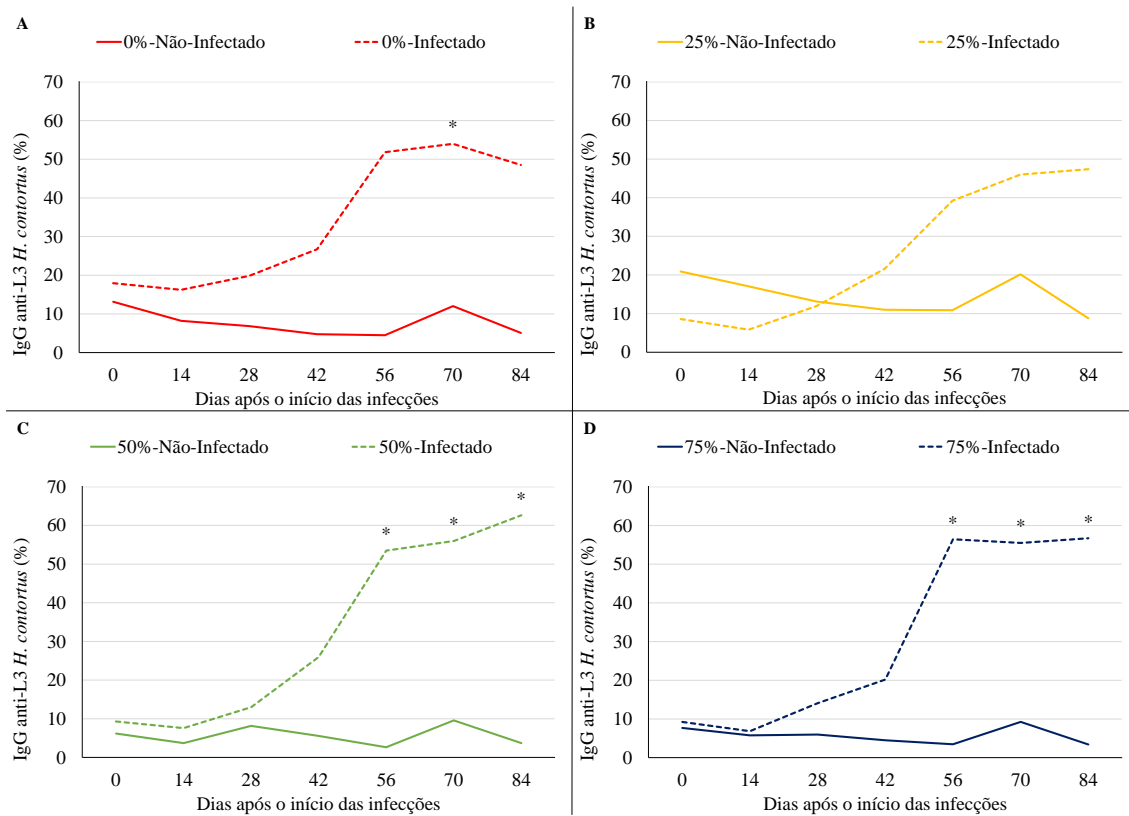 A
0%-Não-Infectado 0%-Infectado
70
60
50
40
30
20
10
0
IgG anti-L3 H. contortus (%)
*
0 14 28 42 56 70 84
Dias após o início das infecções
B
25%-Não-Infectado 25%-Infectado
70
60
50
40
30
20
10
0
IgG anti-L3 H. contortus (%)
0 14 28 42 56 70 84
Dias após o início das infecções
C
50%-Não-Infectado 50%-Infectado
70
60
50
40
30
20
10
0
IgG anti-L3 H. contortus (%)
* * *
0 14 28 42 56 70 84
Dias após o início das infecções
D
75%-Não-Infectado 75%-Infectado
70
60
50
40
30
20
10
0
IgG anti-L3 H. contortus (%)
* * *
0 14 28 42 56 70 84
Dias após o início das infecções